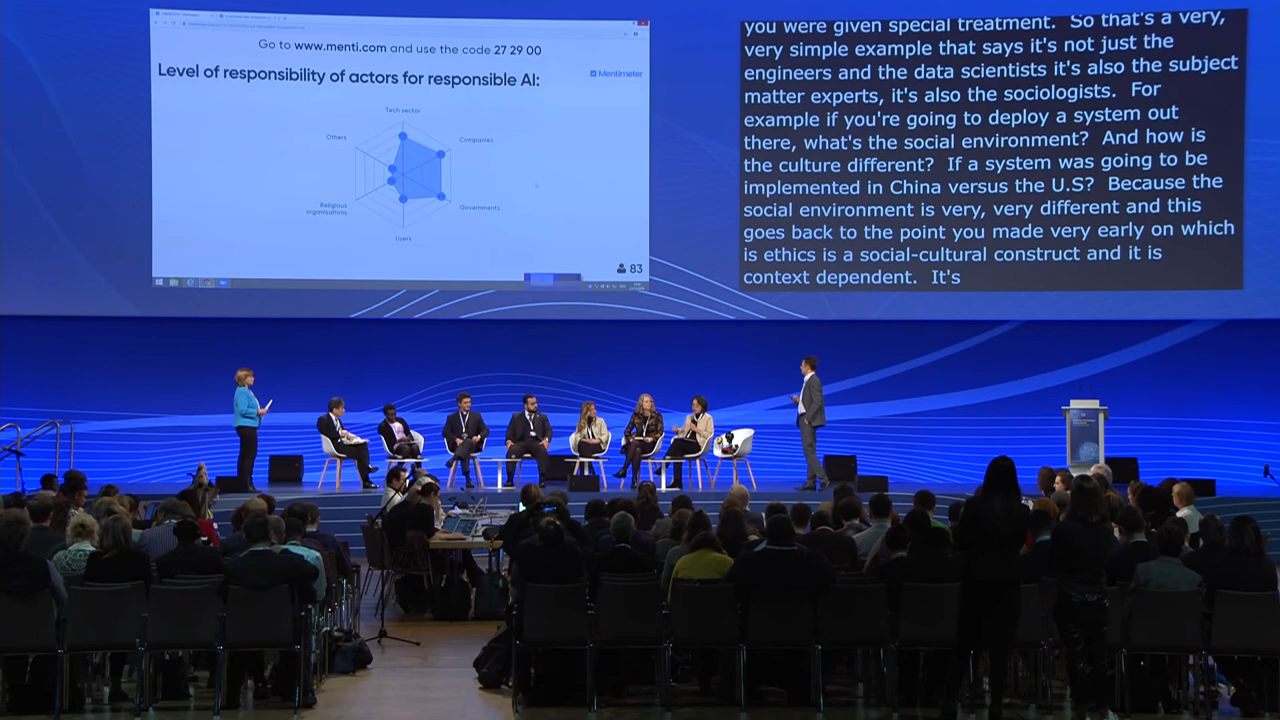 Go to www.menti.com and use the code 27 29 00
Level of responsibility of actors for responsible AI:
Mentimeter
Tech sector
Others
Companies
Religious
organisations
Governments
Users
83
you were given special treatment. So that's a very,
very simple example that says it's not just the
engineers and the data scientists it's also the subject
matter experts, it's also the sociologists. For
example if you're going to deploy a system out
there, what's the social environment? And how is
the culture different? If a system was going to be
implemented in China versus the U.S? Because the
social environment is very, very different and this
goes back to the point you made very early on which
is ethics is a social-cultural construct and it is
context dependent. It's